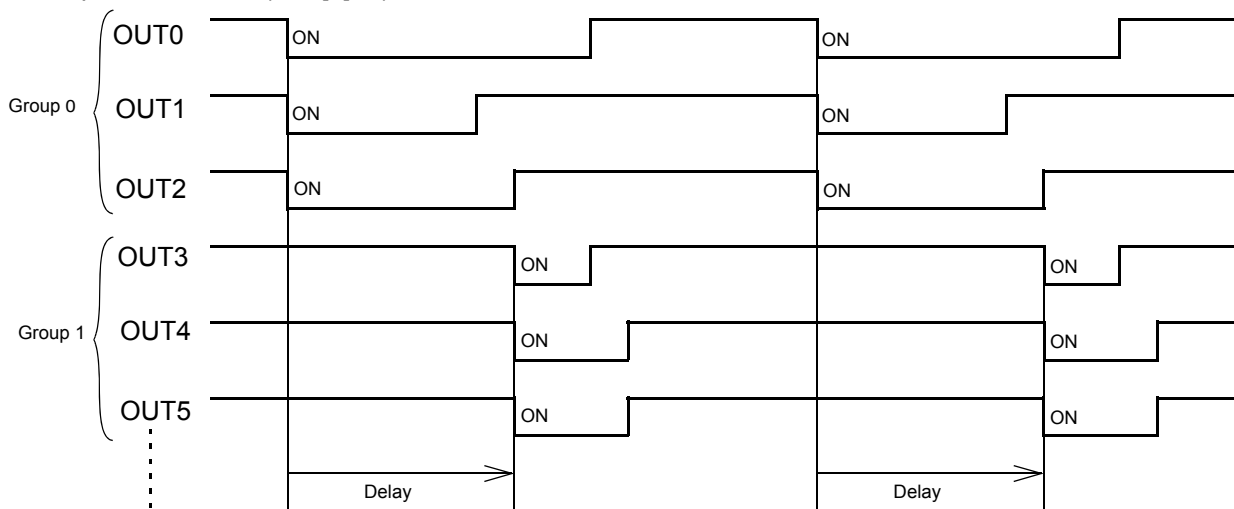 OUT0 ON ON
Group 0
OUT1 ON ON
OUT2 ON ON
OUT3 ON ON
Group 1
OUT4 ON ON
OUT5 ON ON
Delay Delay